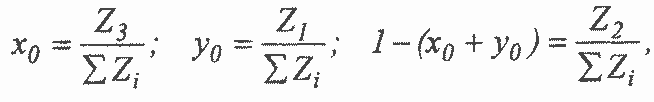 x₀ = Z₃ / ∑Zᵢ; y₀ = Z₁ / ∑Zᵢ; 1 – (x₀ + y₀) = Z₂ / ∑Zᵢ,